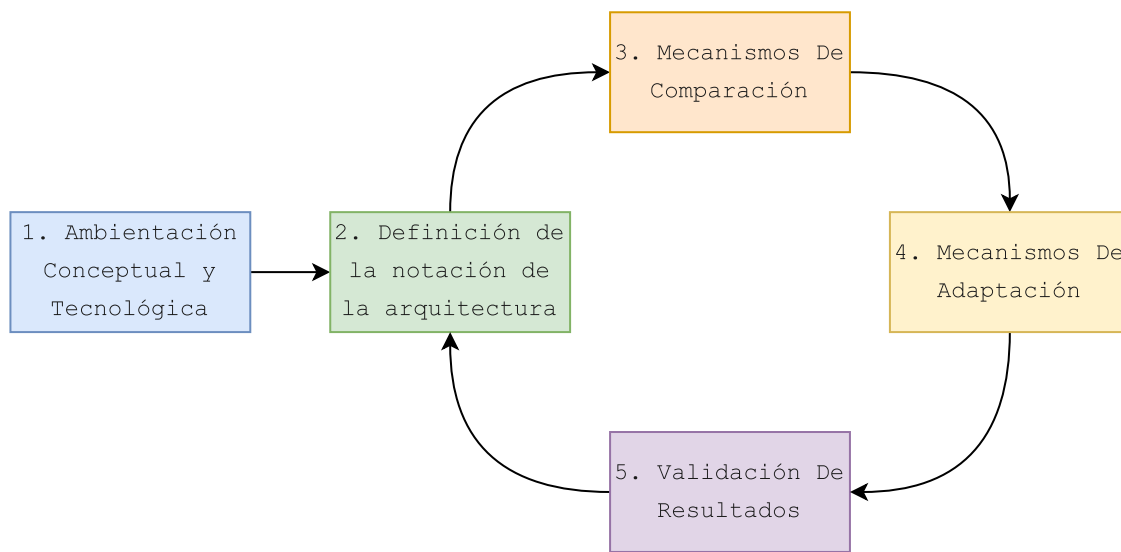 1. Ambientación
Conceptual y
Tecnológica
2. Definición de
la notación de
la arquitectura
3. Mecanismos De
Comparación
4. Mecanismos De
Adaptación
5. Validación De
Resultados